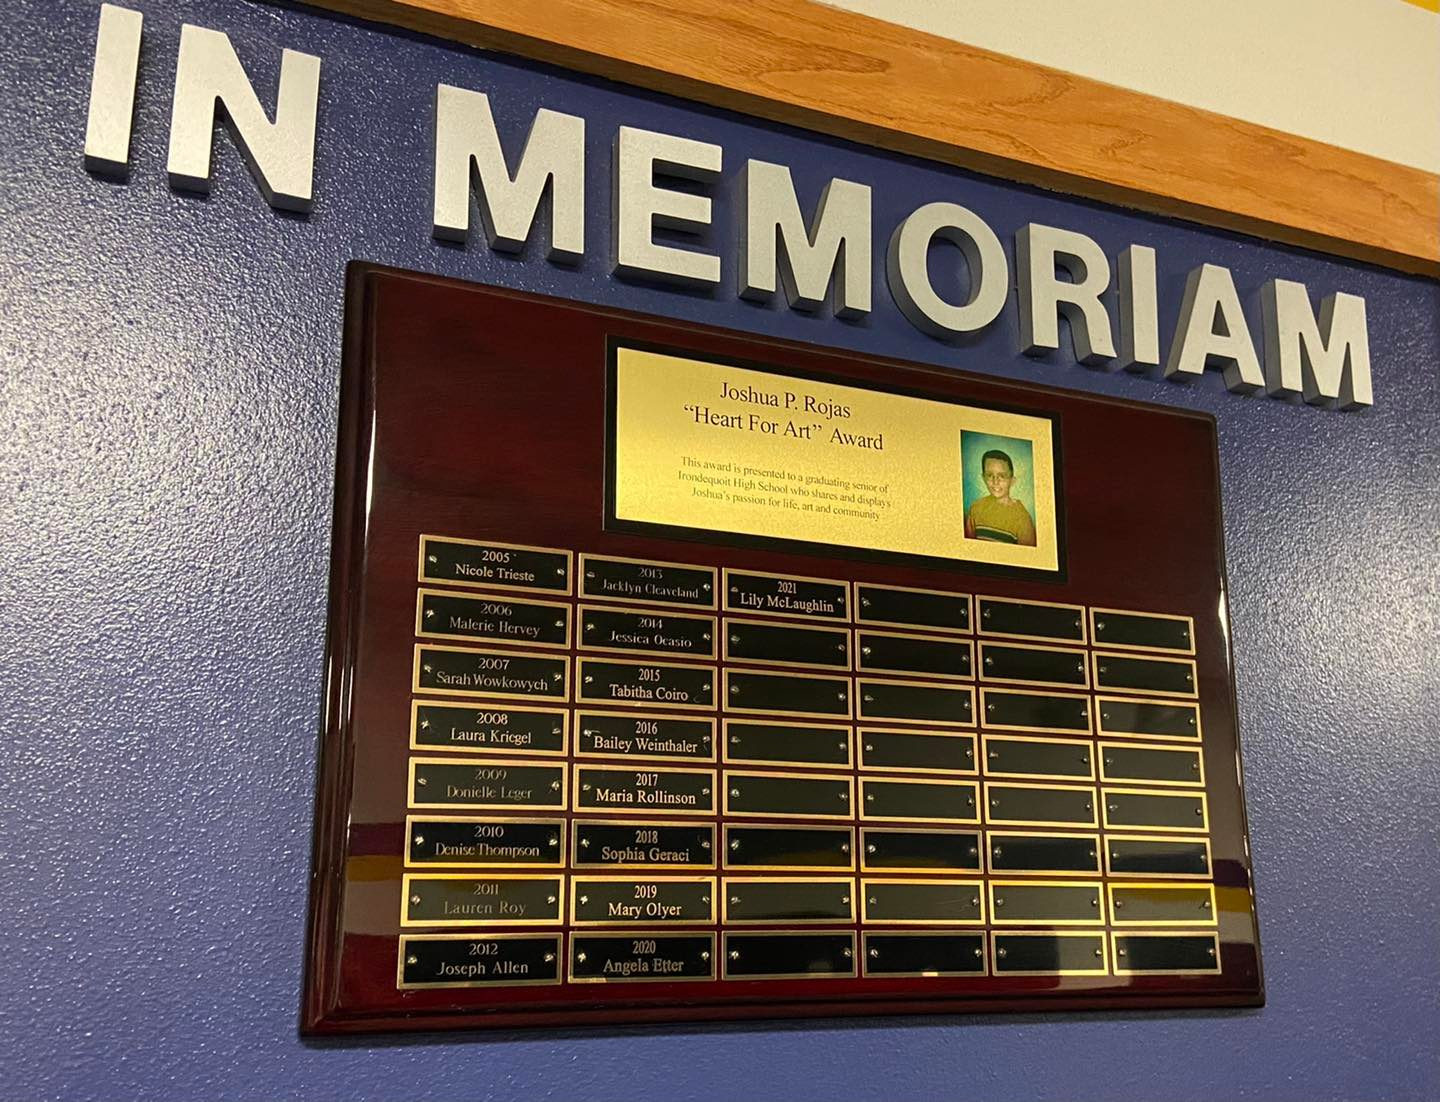 IN MEMORIAM
Joshua P. Rojas
“Heart For Art” Award
This award is presented to a graduating senior of
Irondequoit High School who shares and displays
Joshua's passion for life, art and community
2005
Nicole Trieste
2006
Malerie Hervey
2007
Sarah Wowkowych
2008
Laura Kriegel
2009
Donielle Leger
2010
Denise Thompson
2011
Lauren Roy
2012
Joseph Allen
2013
Jacklyn Cleaveland
2014
Jessica Ocasio
2015
Tabitha Coiro
2016
Bailey Weinthaler
2017
Maria Rollinson
2018
Sophia Geraci
2019
Mary Olyer
2020
Angela Etter
2021
Lily McLaughlin